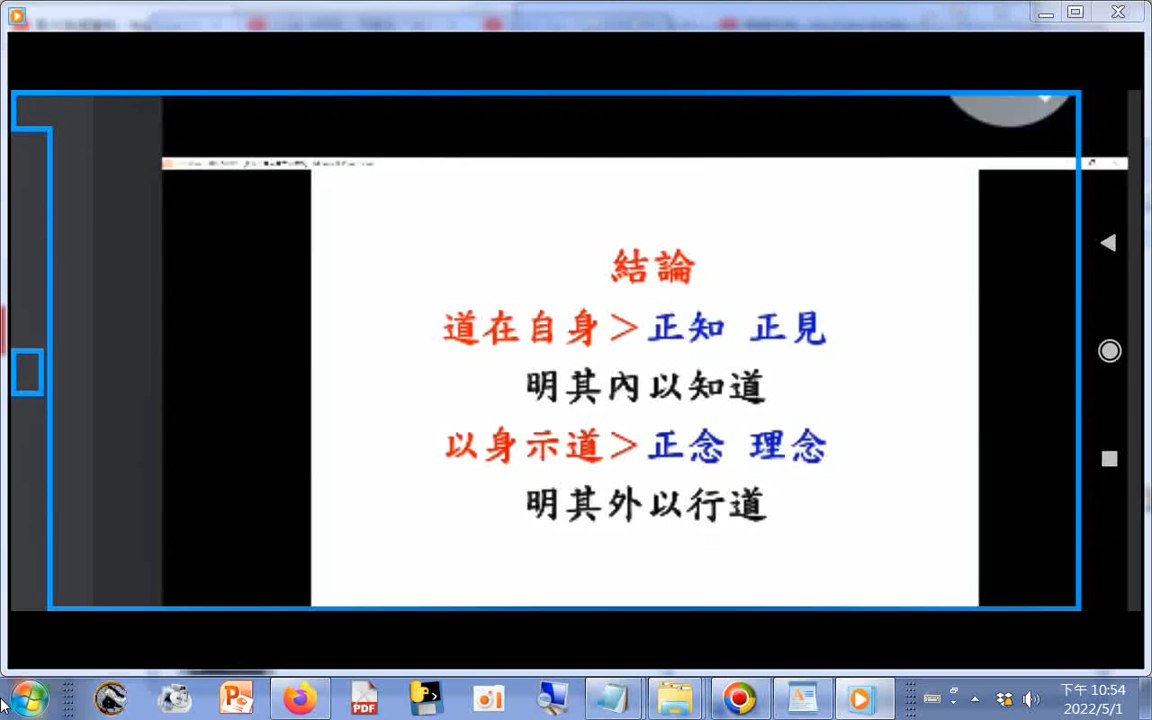 結論
道在自身＞正知 正見
明其內以知道
以身示道＞正念 理念
明其外以行道
PDF
下午 10:54
2022/5/1